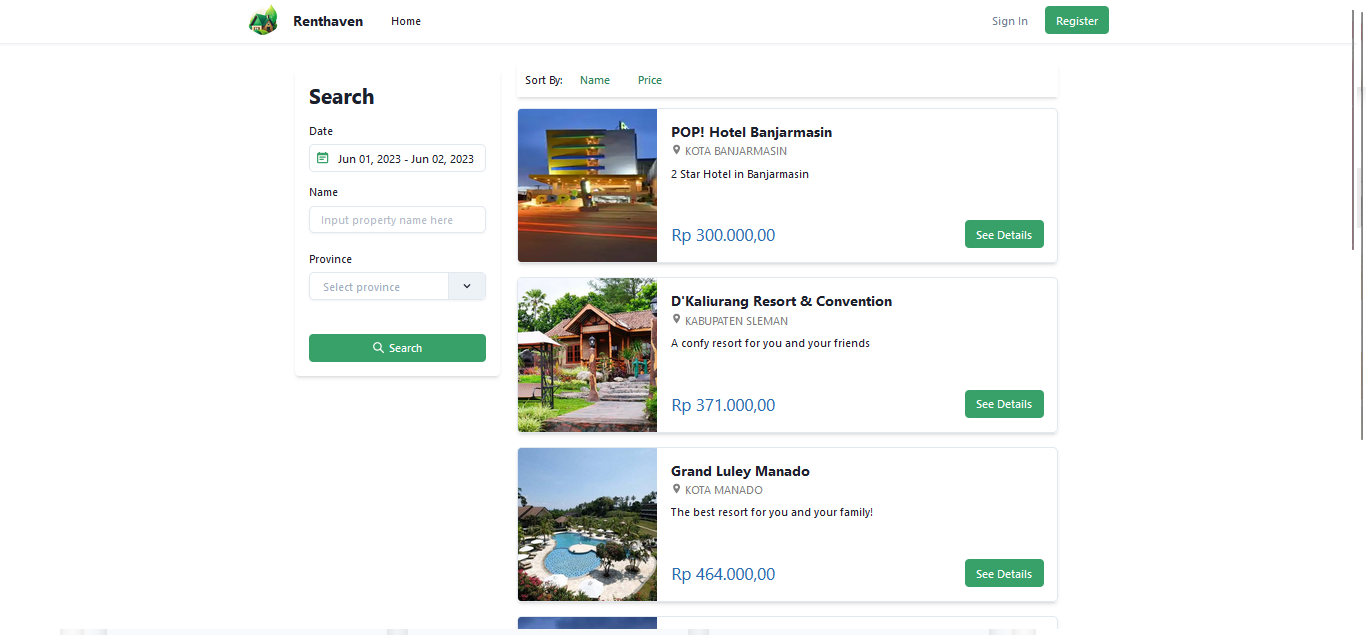 Renthaven
Home
Sign In
Register
Search
Date
Jun 01, 2023 - Jun 02, 2023
Name
Input property name here
Province
Select province
Search
Sort By:
Name
Price
POP! Hotel Banjarmasin
KOTA BANJARMASIN
2 Star Hotel in Banjarmasin
Rp 300.000,00
See Details
D'Kaliurang Resort & Convention
KABUPATEN SLEMAN
A confy resort for you and your friends
Rp 371.000,00
See Details
Grand Luley Manado
KOTA MANADO
The best resort for you and your family!
Rp 464.000,00
See Details